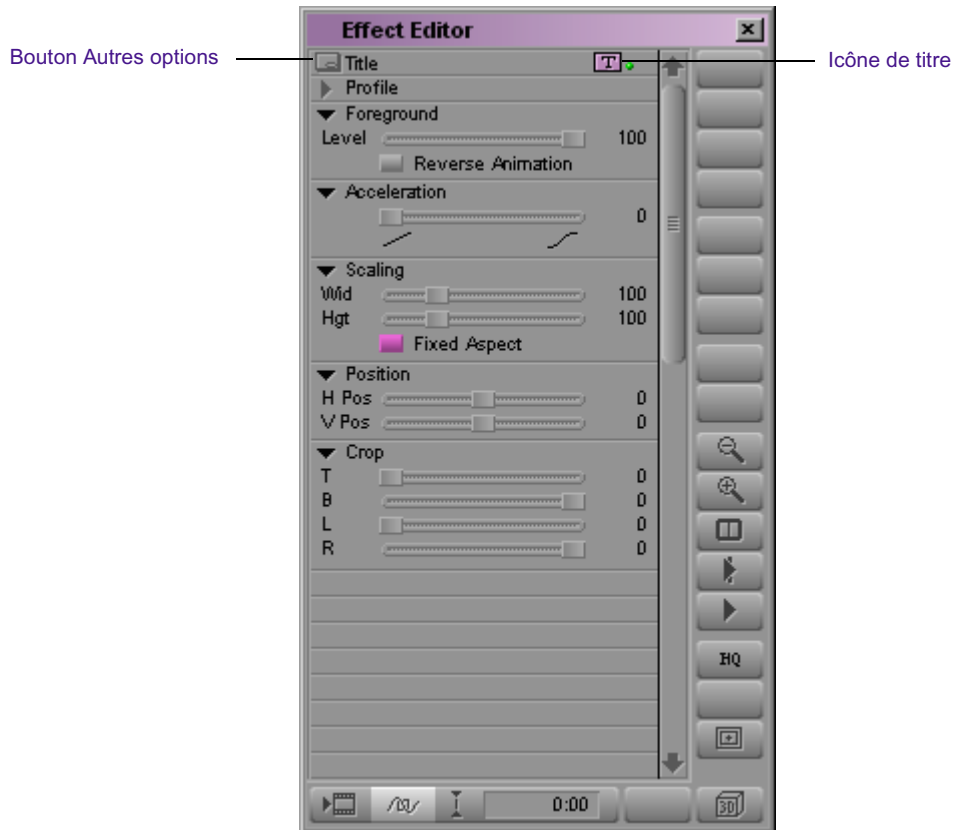 Effect Editor
Bouton Autres options
Title
T
Icône de titre
Profile
Foreground
Level 100
Reverse Animation
Acceleration
0
Scaling
Wid 100
Hgt 100
Fixed Aspect
Position
H Pos 0
V Pos 0
Crop
T 0
B 0
L 0
R 0
HQ
0:00
3D